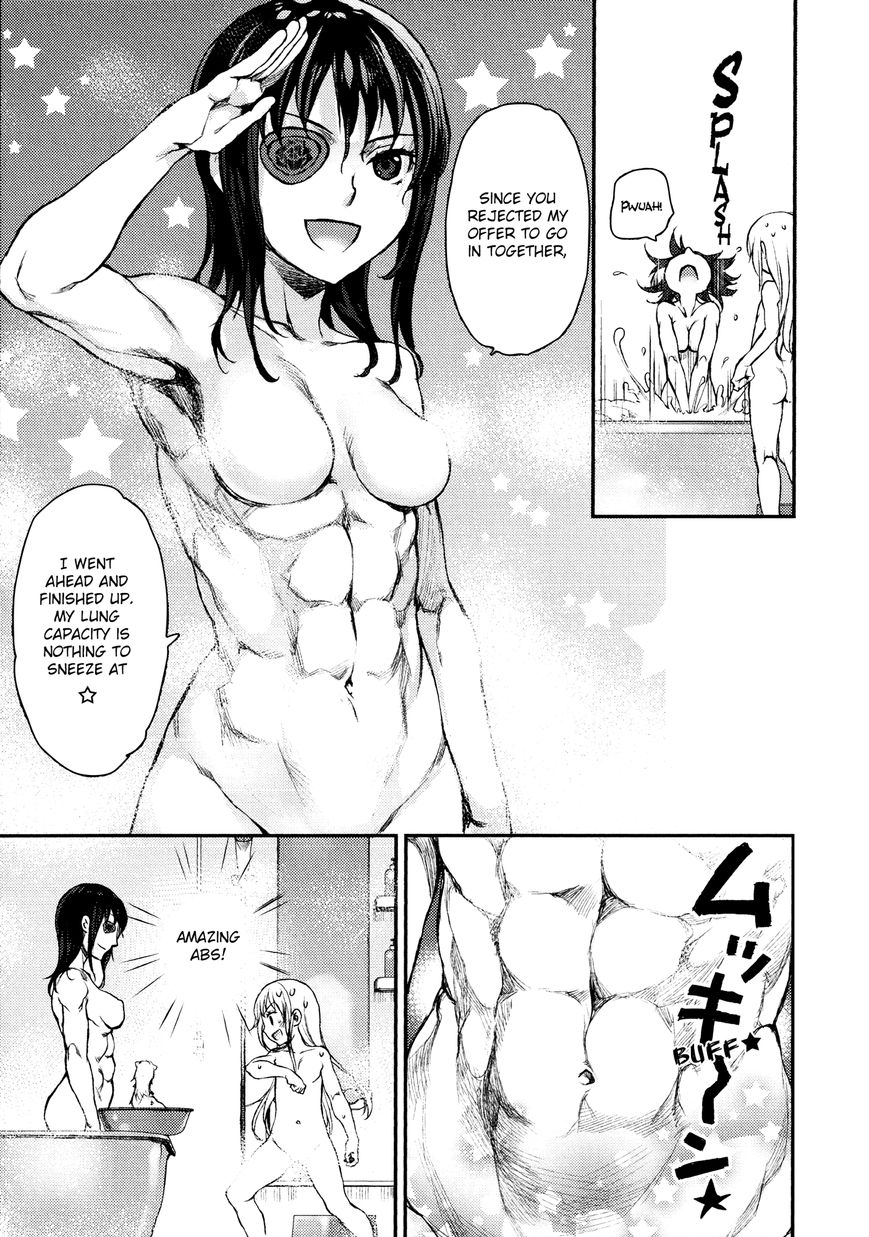 SPLASH
PWUAH!
SINCE YOU
REJECTED MY
OFFER TO GO
IN TOGETHER,
I WENT
AHEAD AND
FINISHED UP.
MY LUNG
CAPACITY IS
NOTHING TO
SNEEZE AT
☆
ムッキ〜ン★
BUFF★
AMAZING
ABS!